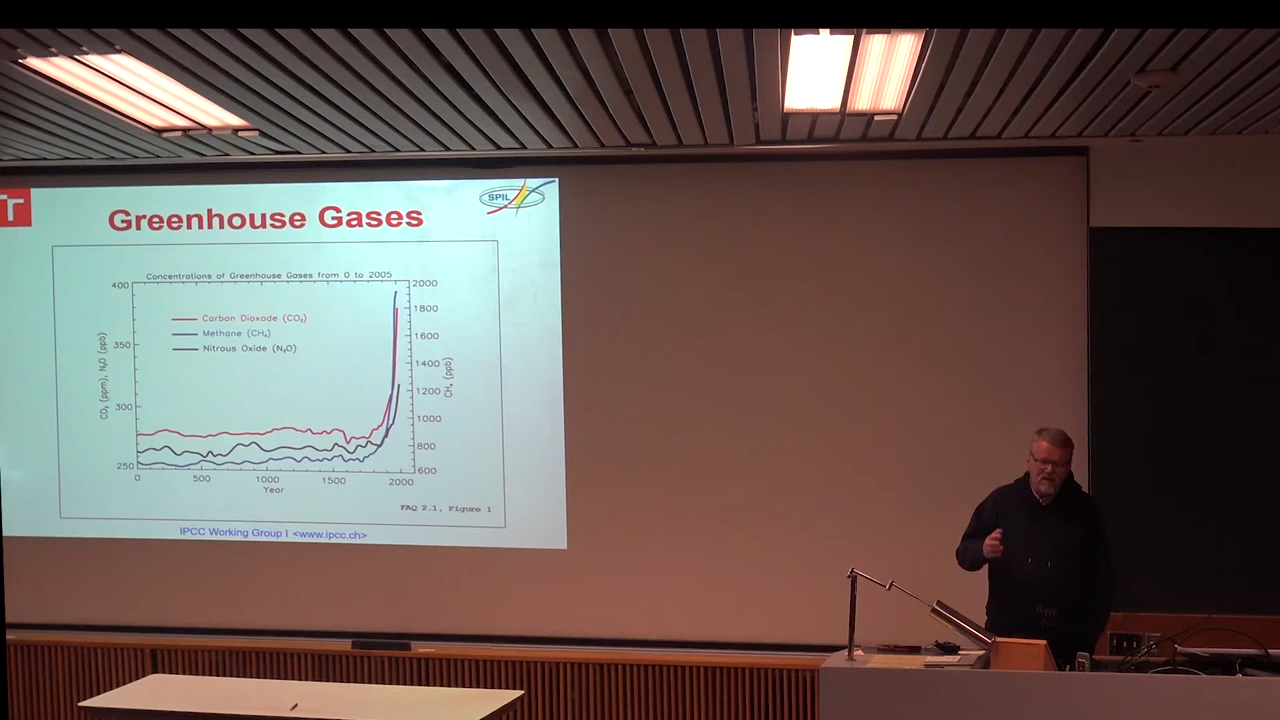 SPIL
Greenhouse Gases
Concentrations of Greenhouse Gases from 0 to 2005
400
350
300
250
CO₂ (ppm), N₂O (ppb)
Carbon Dioxade (CO₂)
Methane (CH₄)
Nitrous Oxide (N₂O)
2000
1800
1600
1400
1200
1000
800
600
CH₄ (ppb)
0 500 1000 1500 2000
Year
FAQ 2.1, Figure 1
IPCC Working Group I <www.ipcc.ch>